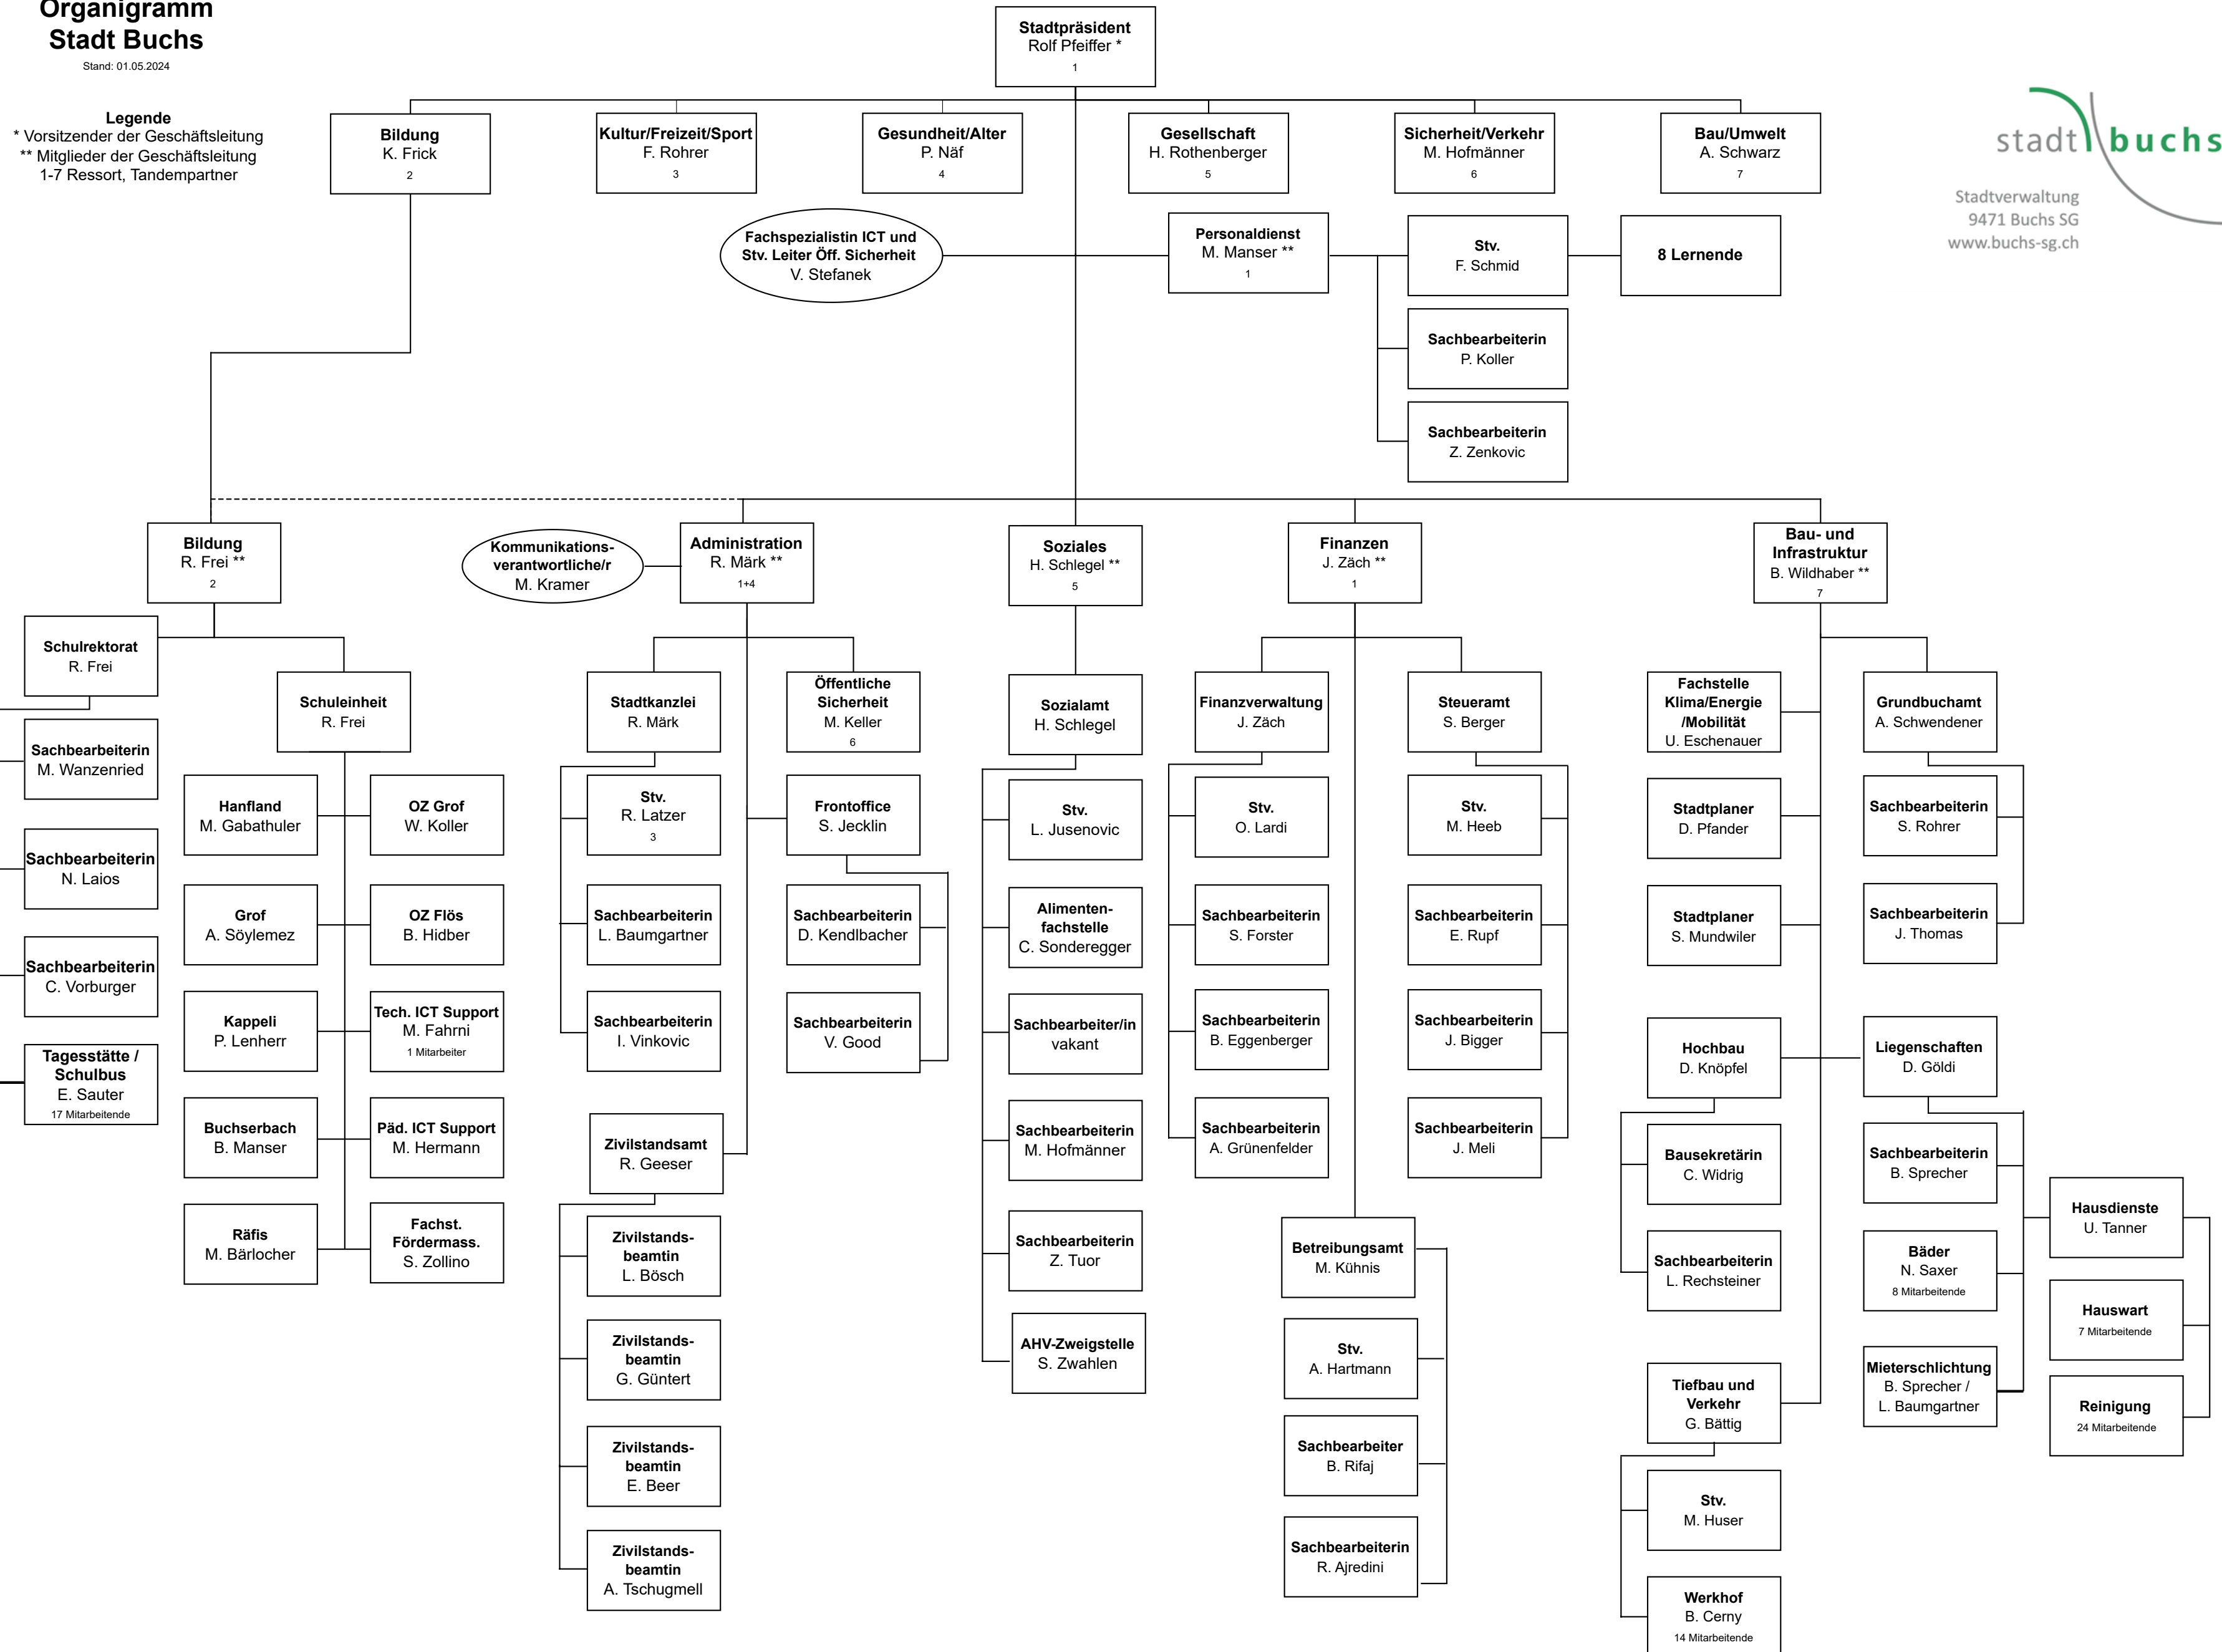 Organigramm
Stadt Buchs
Stand: 01.05.2024
Legende
* Vorsitzender der Geschäftsleitung
** Mitglieder der Geschäftsleitung
1-7 Ressort, Tandempartner
Stadtpräsident
Rolf Pfeiffer *
1
Bildung
K. Frick
2
Kultur/Freizeit/Sport
F. Rohrer
3
Gesundheit/Alter
P. Näf
4
Gesellschaft
H. Rothenberger
5
Sicherheit/Verkehr
M. Hofmänner
6
Bau/Umwelt
A. Schwarz
7
stadt buchs
Stadtverwaltung
9471 Buchs SG
www.buchs-sg.ch
Fachspezialistin ICT und
Stv. Leiter Öff. Sicherheit
V. Stefanek
Personaldienst
M. Manser **
1
Stv.
F. Schmid
8 Lernende
Sachbearbeiterin
P. Koller
Sachbearbeiterin
Z. Zenkovic
Bildung
R. Frei **
2
Kommunikations-
verantwortliche/r
M. Kramer
Administration
R. Märk **
1+4
Soziales
H. Schlegel **
5
Finanzen
J. Zäch **
1
Bau- und
Infrastruktur
B. Wildhaber **
7
Schulrektorat
R. Frei
Sachbearbeiterin
M. Wanzenried
Sachbearbeiterin
N. Laios
Sachbearbeiterin
C. Vorburger
Tagesstätte /
Schulbus
E. Sauter
17 Mitarbeitende
Schuleinheit
R. Frei
Hanfland
M. Gabathuler
OZ Grof
W. Koller
Grof
A. Söylemez
OZ Flös
B. Hidber
Kappeli
P. Lenherr
Tech. ICT Support
M. Fahrni
1 Mitarbeiter
Buchserbach
B. Manser
Päd. ICT Support
M. Hermann
Räfis
M. Bärlocher
Fachst.
Fördermass.
S. Zollino
Stadtkanzlei
R. Märk
Stv.
R. Latzer
3
Sachbearbeiterin
L. Baumgartner
Sachbearbeiterin
I. Vinkovic
Öffentliche
Sicherheit
M. Keller
6
Frontoffice
S. Jecklin
Sachbearbeiterin
D. Kendlbacher
Sachbearbeiterin
V. Good
Zivilstandsamt
R. Geeser
Zivilstands-
beamtin
L. Bösch
Zivilstands-
beamtin
G. Güntert
Zivilstands-
beamtin
E. Beer
Zivilstands-
beamtin
A. Tschugmell
Sozialamt
H. Schlegel
Stv.
L. Jusenovic
Alimenten-
fachstelle
C. Sonderegger
Sachbearbeiter/in
vakant
Sachbearbeiterin
M. Hofmänner
Sachbearbeiterin
Z. Tuor
AHV-Zweigstelle
S. Zwahlen
Finanzverwaltung
J. Zäch
Stv.
O. Lardi
Sachbearbeiterin
S. Forster
Sachbearbeiterin
B. Eggenberger
Sachbearbeiterin
A. Grünenfelder
Steueramt
S. Berger
Stv.
M. Heeb
Sachbearbeiterin
E. Rupf
Sachbearbeiterin
J. Bigger
Sachbearbeiterin
J. Meli
Betreibungsamt
M. Kühnis
Stv.
A. Hartmann
Sachbearbeiter
B. Rifaj
Sachbearbeiterin
R. Ajredini
Fachstelle
Klima/Energie
/Mobilität
U. Eschenauer
Stadtplaner
D. Pfander
Stadtplaner
S. Mundwiler
Grundbuchamt
A. Schwendener
Sachbearbeiterin
S. Rohrer
Sachbearbeiterin
J. Thomas
Hochbau
D. Knöpfel
Bausekretärin
C. Widrig
Sachbearbeiterin
L. Rechsteiner
Liegenschaften
D. Göldi
Sachbearbeiterin
B. Sprecher
Bäder
N. Saxer
8 Mitarbeitende
Mieterschlichtung
B. Sprecher /
L. Baumgartner
Hausdienste
U. Tanner
Hauswart
7 Mitarbeitende
Reinigung
24 Mitarbeitende
Tiefbau und
Verkehr
G. Bättig
Stv.
M. Huser
Werkhof
B. Cerny
14 Mitarbeitende